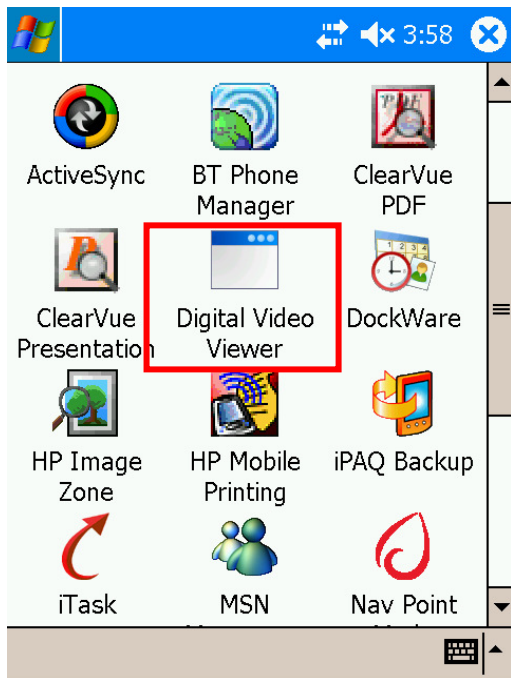 3:58
ActiveSync
BT Phone
Manager
ClearVue
PDF
ClearVue
Presentation
Digital Video
Viewer
DockWare
HP Image
Zone
HP Mobile
Printing
iPAQ Backup
iTask
MSN
Nav Point